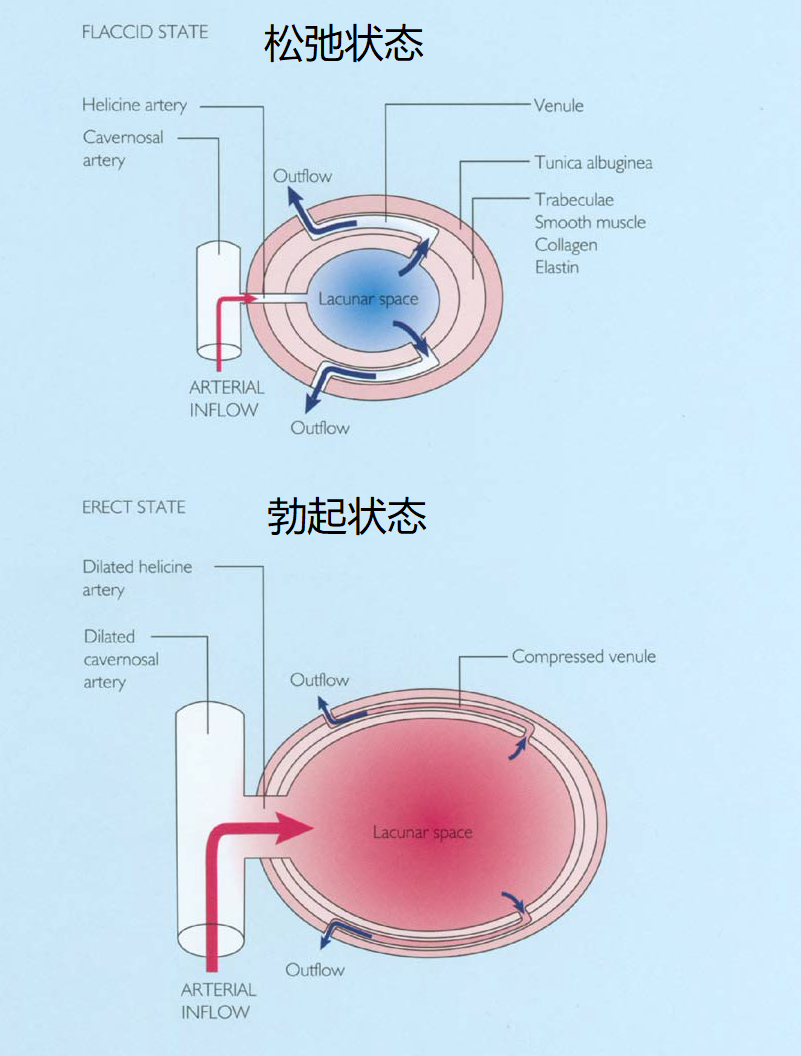 FLACCID STATE
松弛状态
Helicine artery
Venule
Cavernosal
artery
Tunica albuginea
Outflow
Trabeculae
Smooth muscle
Collagen
Elastin
Lacunar space
ARTERIAL
INFLOW
Outflow
ERECT STATE
勃起状态
Dilated helicine
artery
Dilated
cavernosal
artery
Compressed venule
Outflow
Lacunar space
Outflow
ARTERIAL
INFLOW